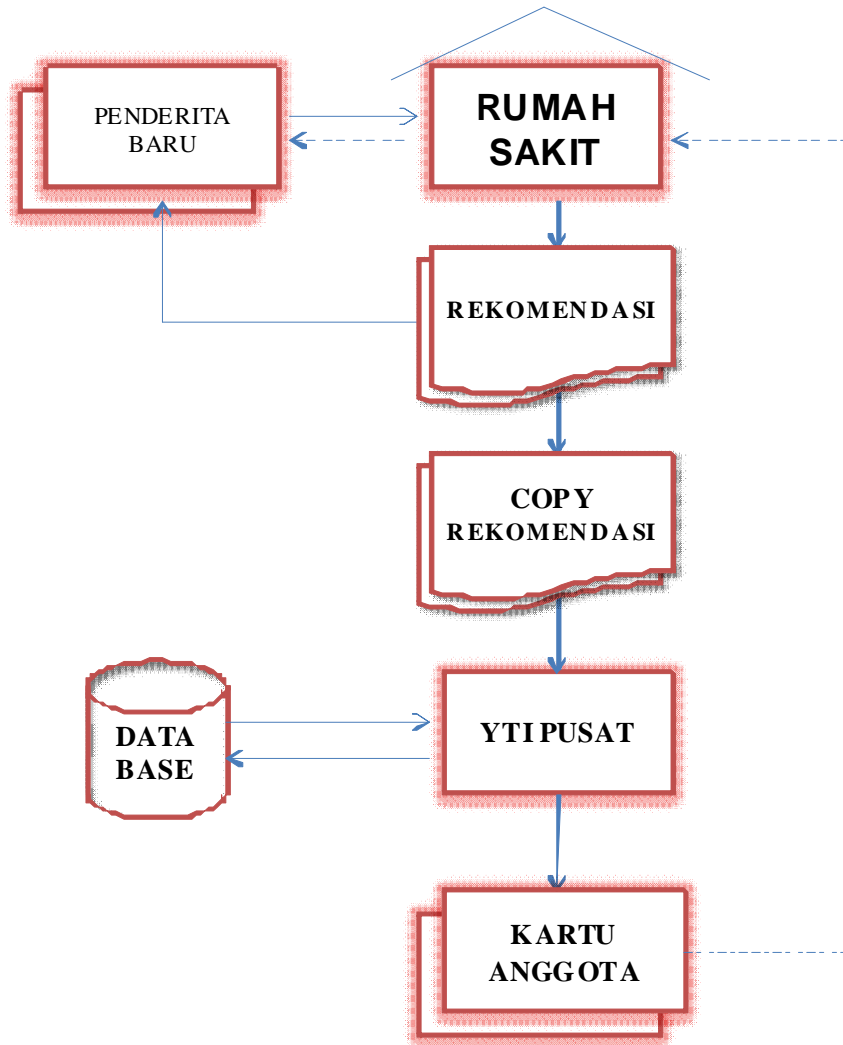 PENDERITA
BARU
RUMAH
SAKIT
REKOMENDASI
COPY
REKOMENDASI
DATA
BASE
YTI PUSAT
KARTU
ANGGOTA